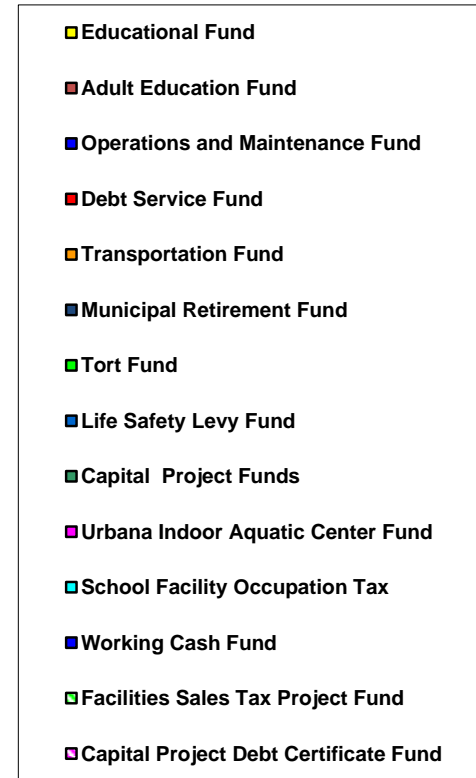 Educational Fund
Adult Education Fund
Operations and Maintenance Fund
Debt Service Fund
Transportation Fund
Municipal Retirement Fund
Tort Fund
Life Safety Levy Fund
Capital  Project Funds
Urbana Indoor Aquatic Center Fund
School Facility Occupation Tax
Working Cash Fund
Facilities Sales Tax Project Fund
Capital Project Debt Certificate Fund